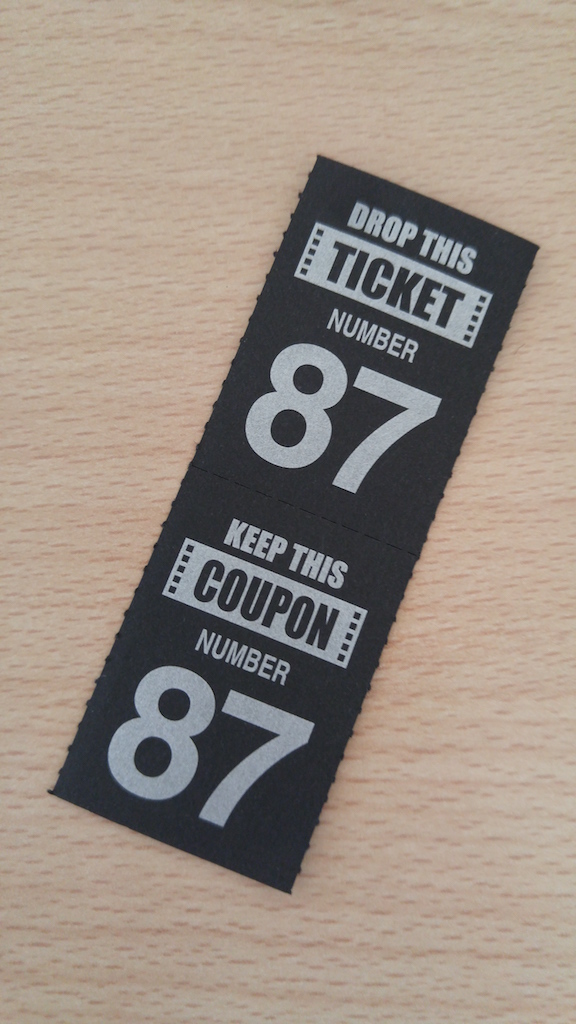 DROP THIS
TICKET
NUMBER
87
KEEP THIS
COUPON
NUMBER
87